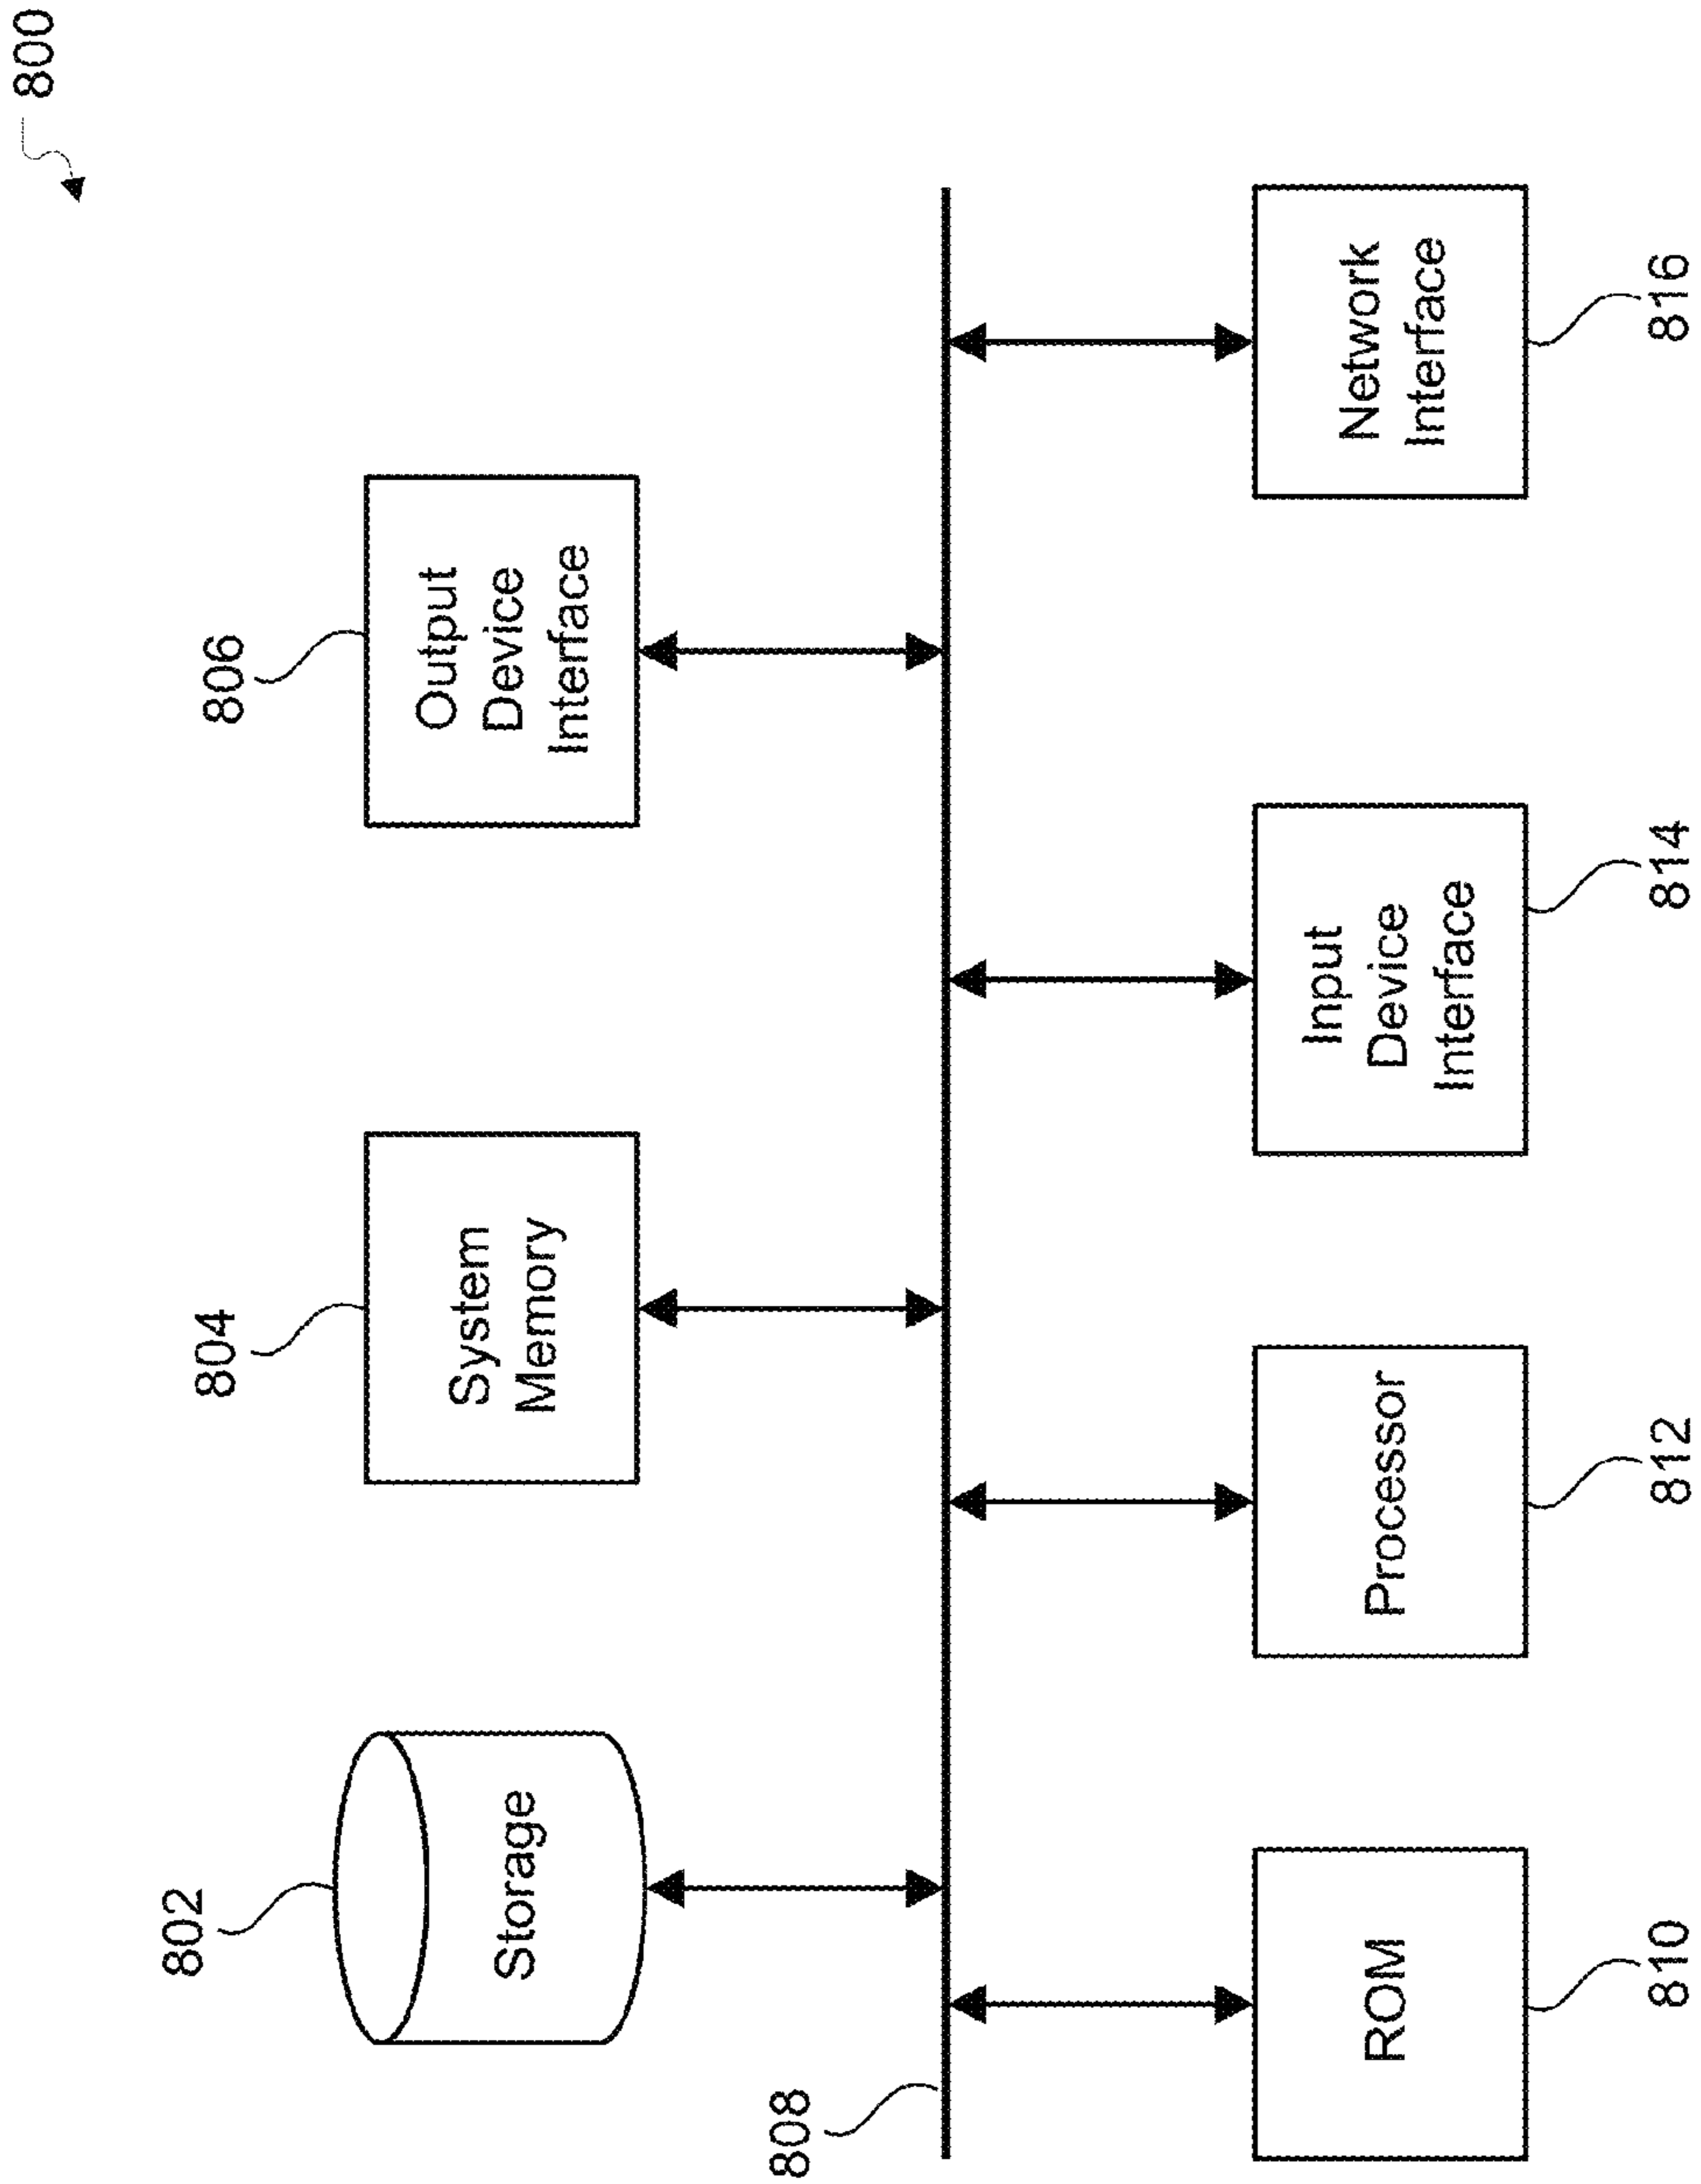 800
802
804
806
Storage
System
Memory
Output
Device
Interface
808
ROM
Processor
Input
Device
Interface
Network
Interface
810
812
814
816